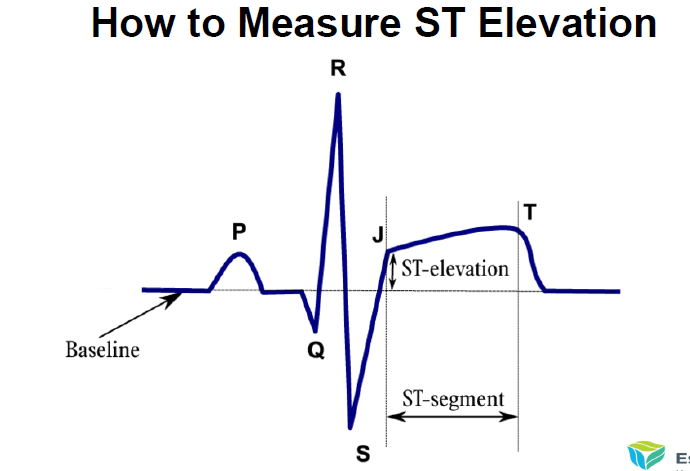 How to Measure ST Elevation
R
P
T
J
ST-elevation
Baseline
Q
ST-segment
S